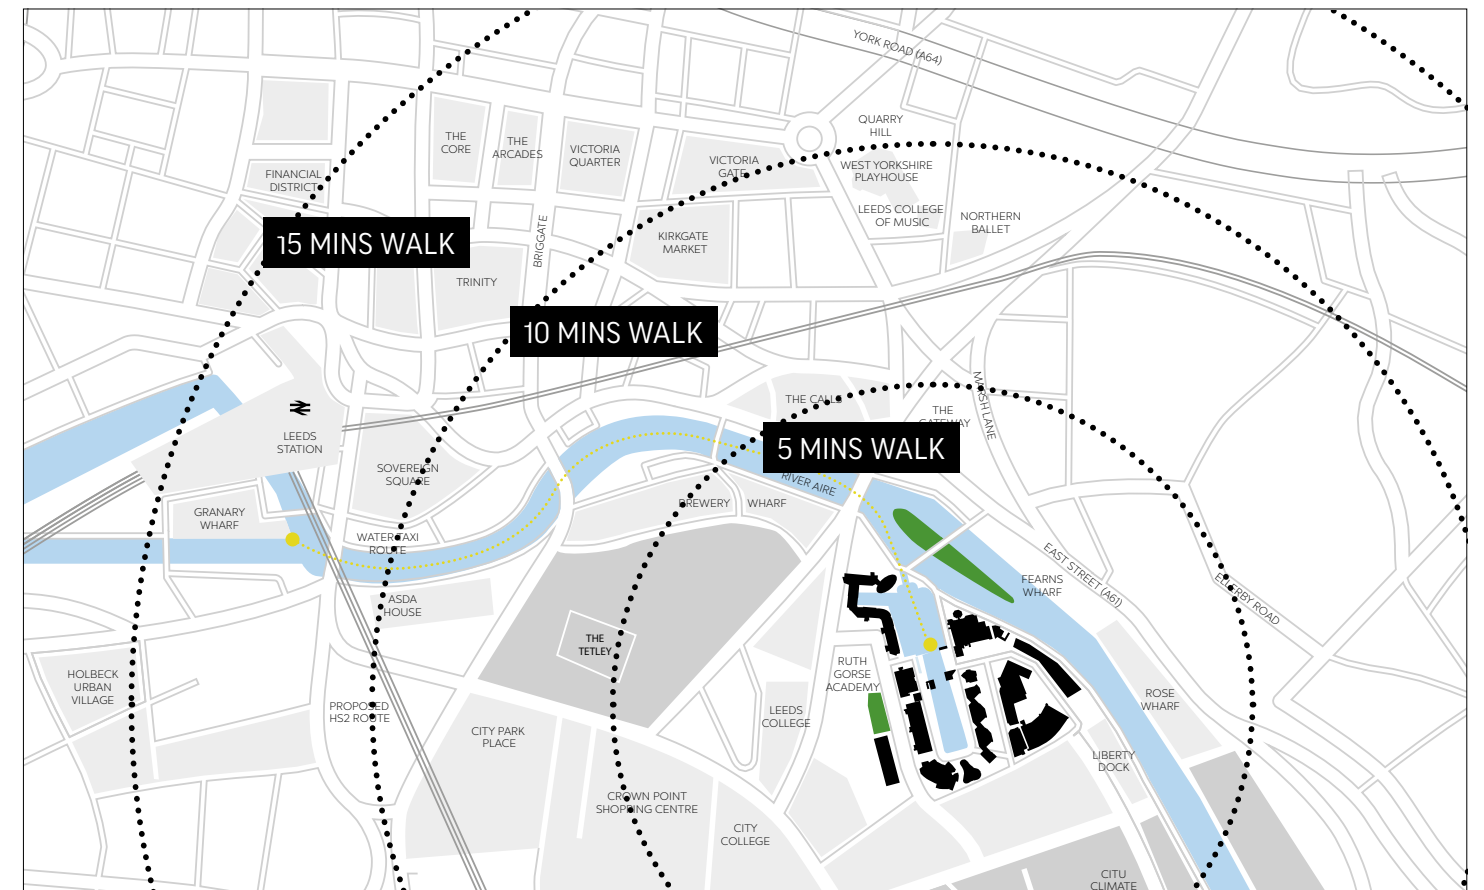 YORK ROAD (A64)
QUARRY
HILL
THE
CORE
THE
ARCADES
VICTORIA
QUARTER
VICTORIA
GATE
WEST YORKSHIRE
PLAYHOUSE
FINANCIAL
DISTRICT
LEEDS COLLEGE
OF MUSIC
NORTHERN
BALLET
15 MINS WALK
BRIGGATE
KIRKGATE
MARKET
TRINITY
10 MINS WALK
MARSH LANE
THE CALLS
THE
GATEWAY
LEEDS
STATION
5 MINS WALK
SOVEREIGN
SQUARE
RIVER AIRE
BREWERY
WHARF
GRANARY
WHARF
WATER TAXI
ROUTE
EAST STREET (A61)
ELLERBY ROAD
FEARNS
WHARF
ASDA
HOUSE
THE
TETLEY
RUTH
GORSE
ACADEMY
HOLBECK
URBAN
VILLAGE
ROSE
WHARF
PROPOSED
HS2 ROUTE
LEEDS
COLLEGE
CITY PARK
PLACE
LIBERTY
DOCK
CROWN POINT
SHOPPING CENTRE
CITY
COLLEGE
CITU
CLIMATE